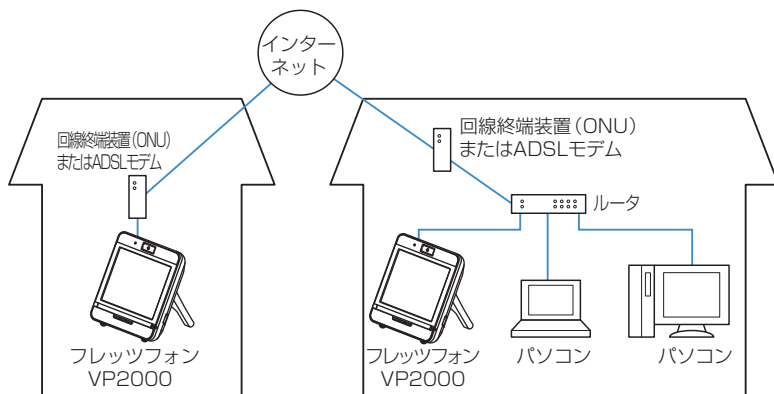 インター
ネット
回線終端装置(ONU)
またはADSLモデム
フレッツフォン
VP2000
回線終端装置(ONU)
またはADSLモデム
ルータ
フレッツフォン
VP2000
パソコン
パソコン